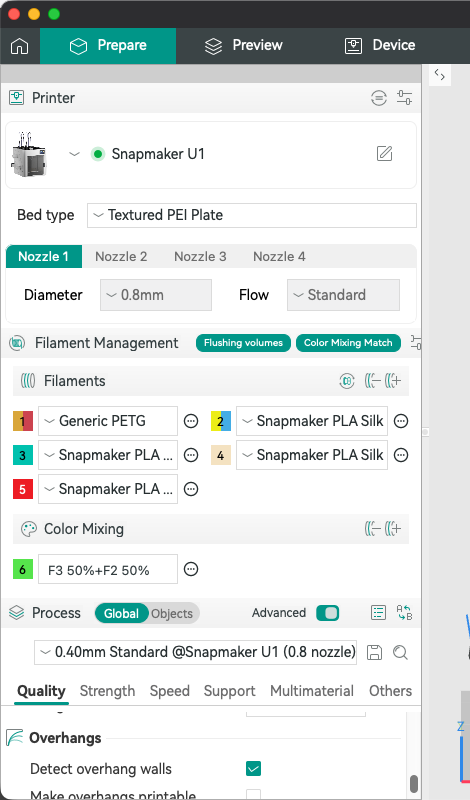 Prepare Preview Device
Printer
Snapmaker U1
Bed type Textured PEI Plate
Nozzle 1 Nozzle 2 Nozzle 3 Nozzle 4
Diameter 0.8mm Flow Standard
Filament Management Flushing volumes Color Mixing Match
Filaments
1 Generic PETG 2 Snapmaker PLA Silk
3 Snapmaker PLA ... 4 Snapmaker PLA Silk
5 Snapmaker PLA ...
Color Mixing
6 F3 50%+F2 50%
Process Global Objects Advanced
0.40mm Standard @Snapmaker U1 (0.8 nozzle)
Quality Strength Speed Support Multimaterial Others
Overhangs
Detect overhang walls
Make overhangs printable
Z